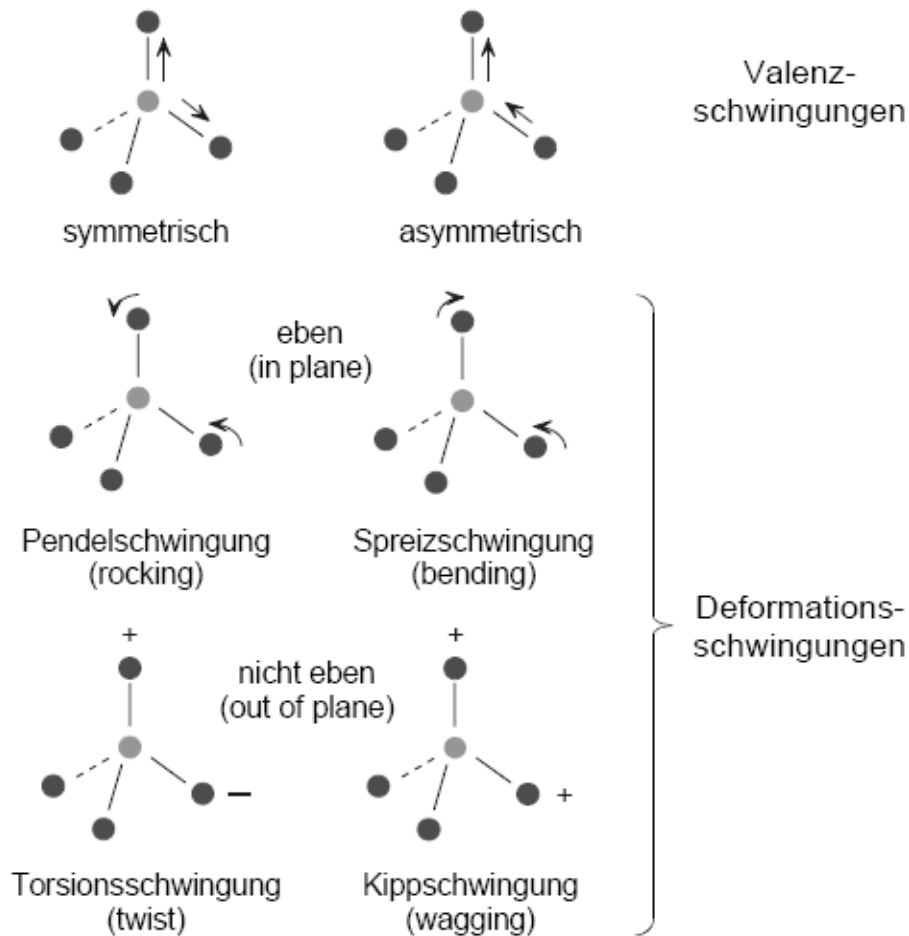 Valenz-
schwingungen
symmetrisch
asymmetrisch
eben
(in plane)
Pendelschwingung
(rocking)
Spreizschwingung
(bending)
Deformations-
schwingungen
+
+
nicht eben
(out of plane)
−
+
Torsionsschwingung
(twist)
Kippschwingung
(wagging)